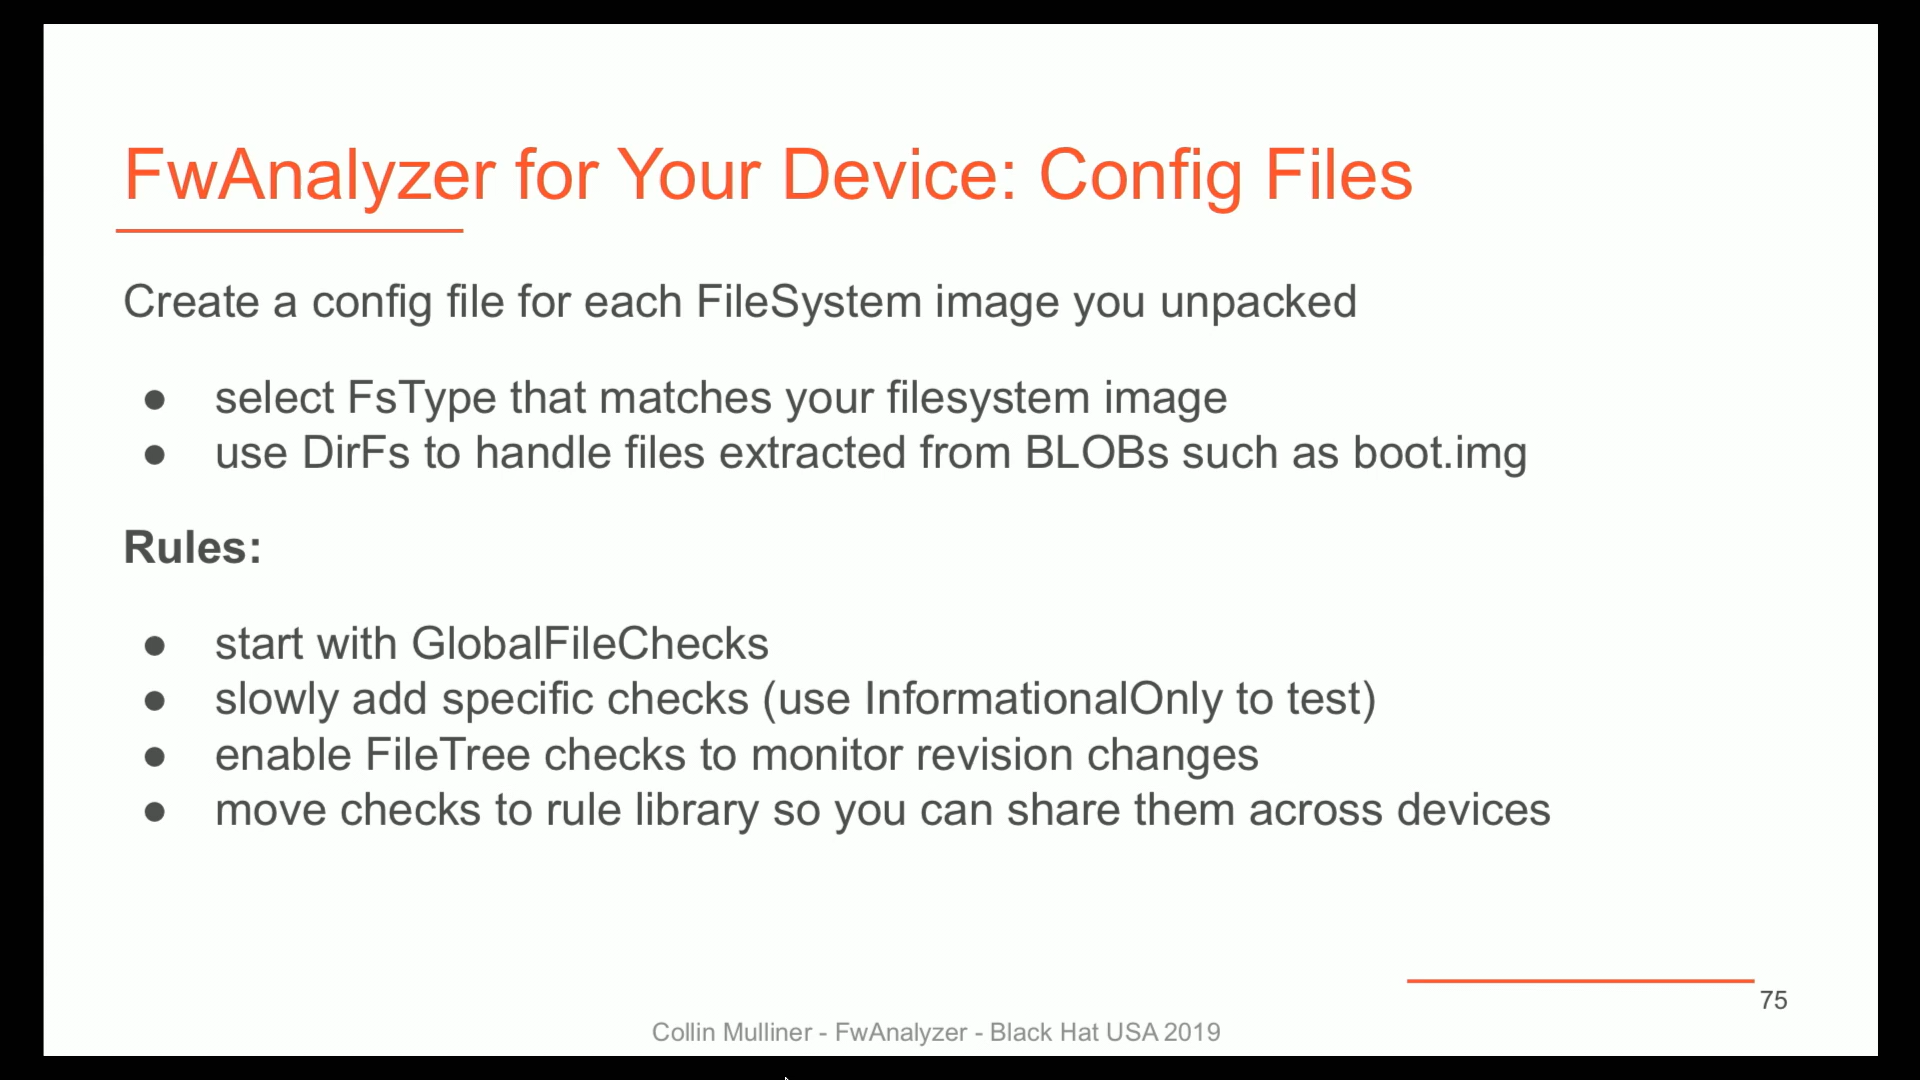 FwAnalyzer for Your Device: Config Files
Create a config file for each FileSystem image you unpacked
● select FsType that matches your filesystem image
● use DirFs to handle files extracted from BLOBs such as boot.img
Rules:
● start with GlobalFileChecks
● slowly add specific checks (use InformationalOnly to test)
● enable FileTree checks to monitor revision changes
● move checks to rule library so you can share them across devices
75
Collin Mulliner - FwAnalyzer - Black Hat USA 2019